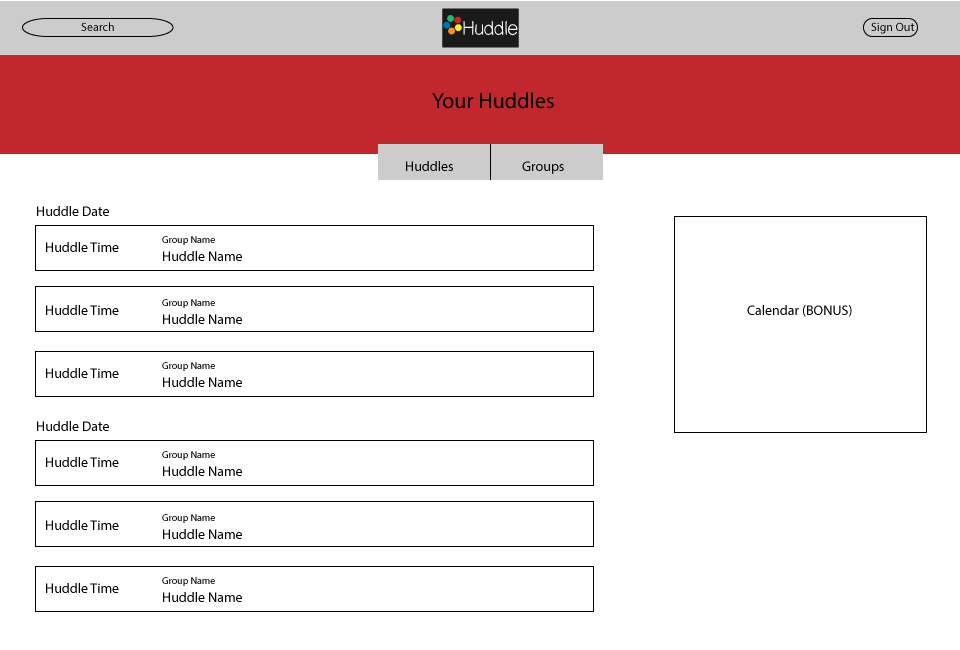 Search
Huddle
Sign Out
Your Huddles
Huddles
Groups
Huddle Date
Huddle Time
Group Name
Huddle Name
Huddle Time
Group Name
Huddle Name
Huddle Time
Group Name
Huddle Name
Huddle Date
Huddle Time
Group Name
Huddle Name
Huddle Time
Group Name
Huddle Name
Huddle Time
Group Name
Huddle Name
Calendar (BONUS)